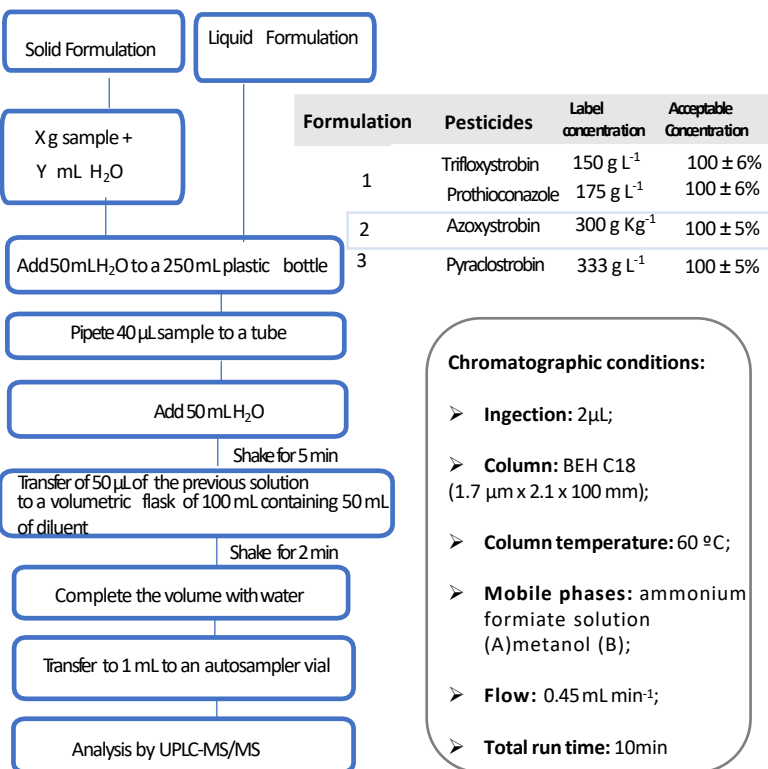 Solid Formulation
Liquid Formulation
X g sample +
Y mL H₂O
Add 50 mL H₂O to a 250 mL plastic bottle
Pipete 40 µL sample to a tube
Add 50 mL H₂O
Shake for 5 min
Transfer of 50 µL of the previous solution
to a volumetric flask of 100 mL containing 50 mL
of diluent
Shake for 2 min
Complete the volume with water
Transfer to 1 mL to an autosampler vial
Analysis by UPLC-MS/MS
Formulation Pesticides Label concentration Acceptable Concentration
1 Trifloxystrobin 150 g L⁻¹ 100 ± 6%
Prothioconazole 175 g L⁻¹ 100 ± 6%
2 Azoxystrobin 300 g Kg⁻¹ 100 ± 5%
3 Pyraclostrobin 333 g L⁻¹ 100 ± 5%
Chromatographic conditions:
➢ Ingection: 2µL;
➢ Column: BEH C18
(1.7 µm x 2.1 x 100 mm);
➢ Column temperature: 60 ºC;
➢ Mobile phases: ammonium
formiate solution
(A)metanol (B);
➢ Flow: 0.45 mL min⁻¹;
➢ Total run time: 10min